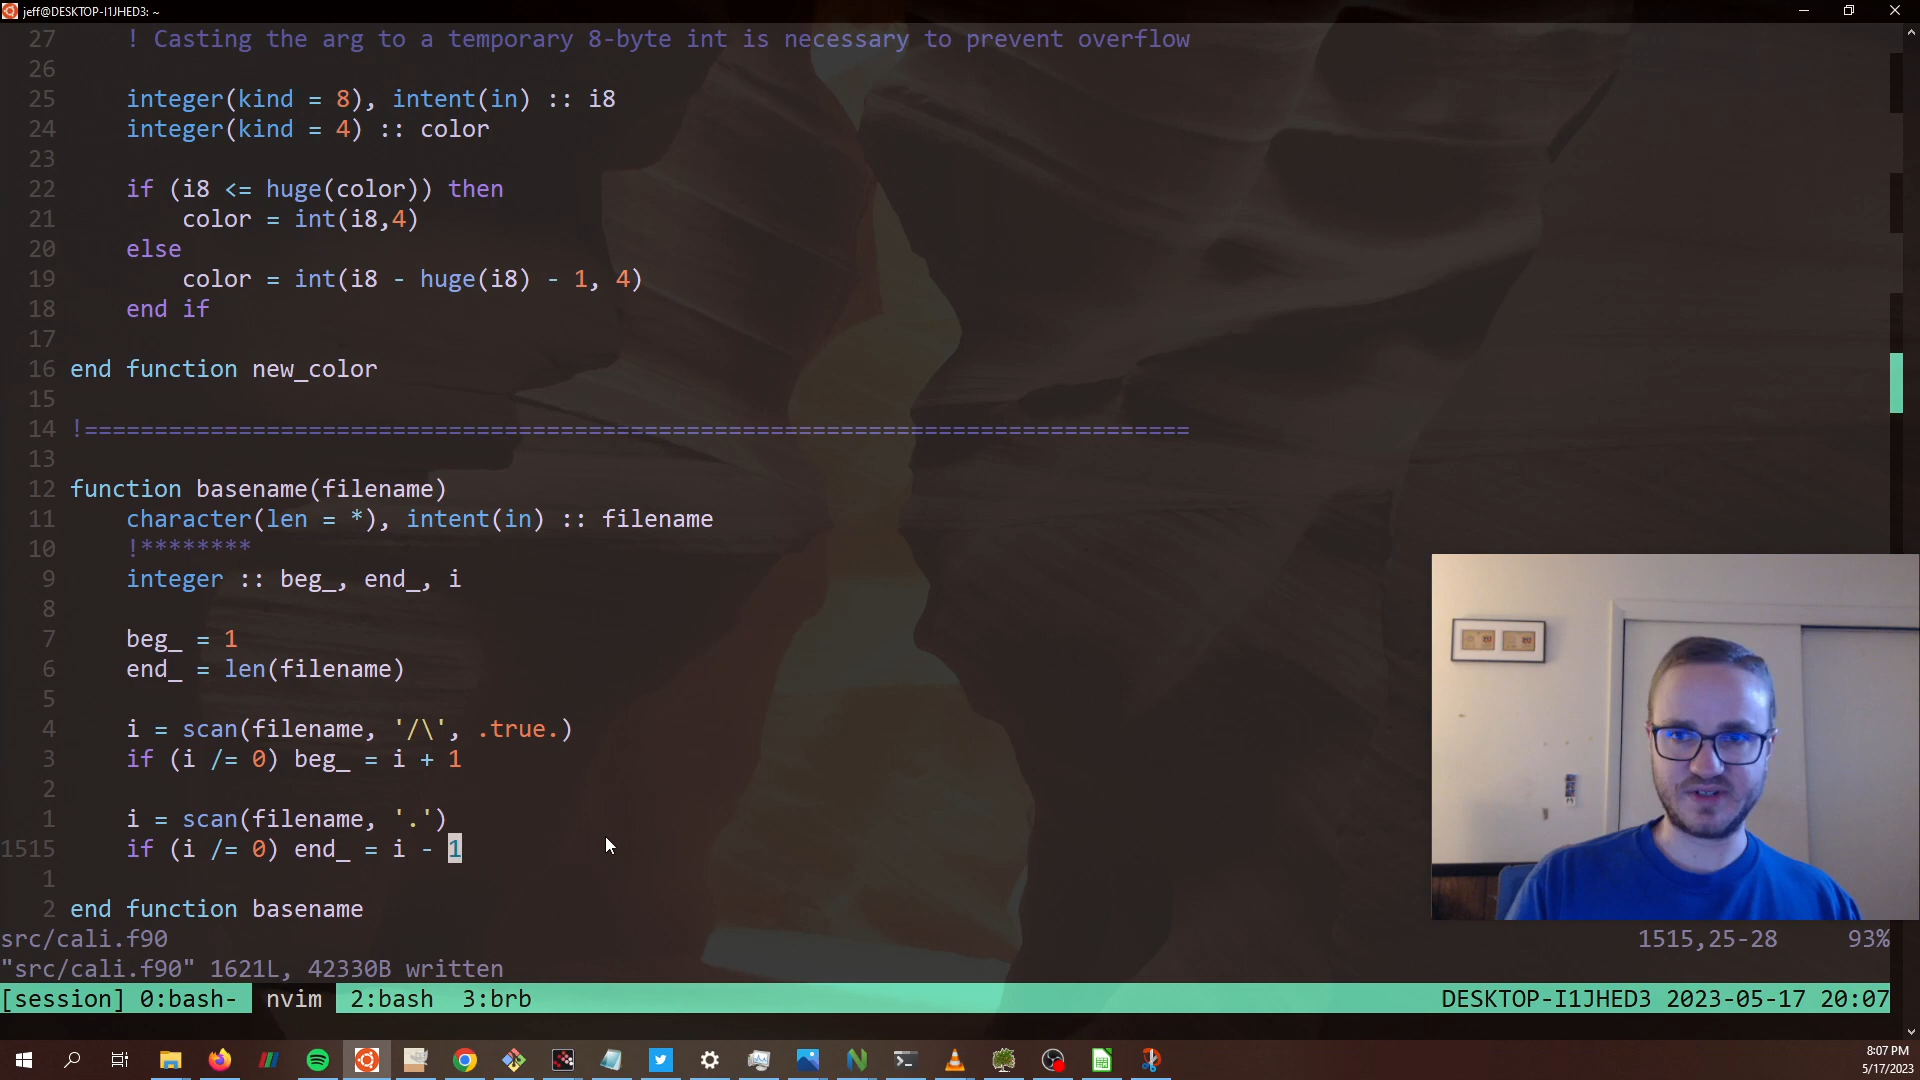 jeff@DESKTOP-I1JHED3: ~
27 ! Casting the arg to a temporary 8-byte int is necessary to prevent overflow
26
25 integer(kind = 8), intent(in) :: i8
24 integer(kind = 4) :: color
23
22 if (i8 <= huge(color)) then
21 color = int(i8,4)
20 else
19 color = int(i8 - huge(i8) - 1, 4)
18 end if
17
16 end function new_color
15
14 !===============================================================================
13
12 function basename(filename)
11 character(len = *), intent(in) :: filename
10 !********
9 integer :: beg_, end_, i
8
7 beg_ = 1
6 end_ = len(filename)
5
4 i = scan(filename, '/\', .true.)
3 if (i /= 0) beg_ = i + 1
2
1 i = scan(filename, '.')
1515 if (i /= 0) end_ = i - 1
1
2 end function basename
src/cali.f90 1515,25-28 93%
"src/cali.f90" 1621L, 42330B written
[session] 0:bash- nvim 2:bash 3:brb DESKTOP-I1JHED3 2023-05-17 20:07
8:07 PM
5/17/2023